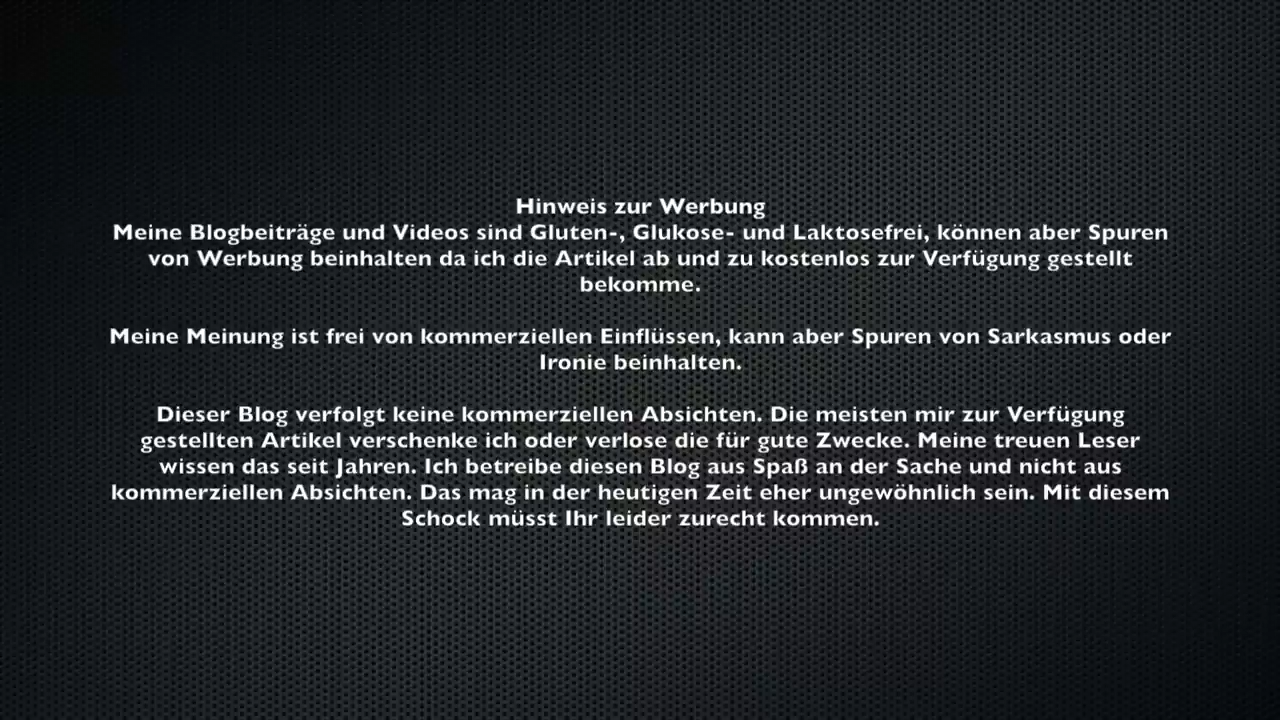 Hinweis zur Werbung
Meine Blogbeiträge und Videos sind Gluten-, Glukose- und Laktosefrei, können aber Spuren
von Werbung beinhalten da ich die Artikel ab und zu kostenlos zur Verfügung gestellt
bekomme.
Meine Meinung ist frei von kommerziellen Einflüssen, kann aber Spuren von Sarkasmus oder
Ironie beinhalten.
Dieser Blog verfolgt keine kommerziellen Absichten. Die meisten mir zur Verfügung
gestellten Artikel verschenke ich oder verlose die für gute Zwecke. Meine treuen Leser
wissen das seit Jahren. Ich betreibe diesen Blog aus Spaß an der Sache und nicht aus
kommerziellen Absichten. Das mag in der heutigen Zeit eher ungewöhnlich sein. Mit diesem
Schock müsst Ihr leider zurecht kommen.